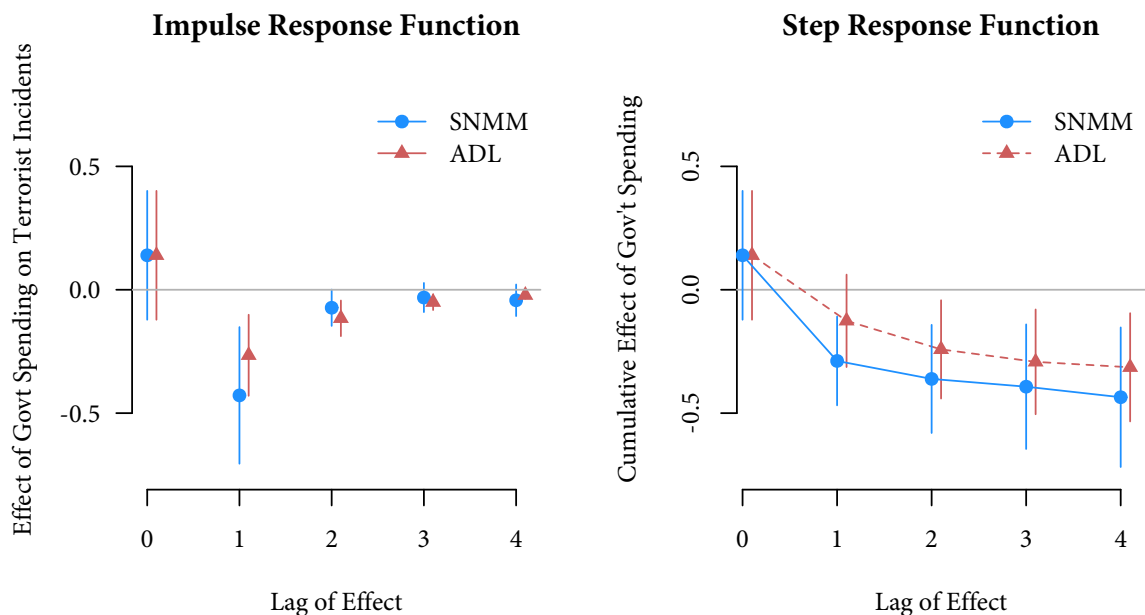 Impulse Response Function
Effect of Govt Spending on Terrorist Incidents
SNMM
ADL
0.5
0.0
-0.5
0 1 2 3 4
Lag of Effect
Step Response Function
Cumulative Effect of Gov't Spending
SNMM
ADL
0.5
0.0
-0.5
0 1 2 3 4
Lag of Effect